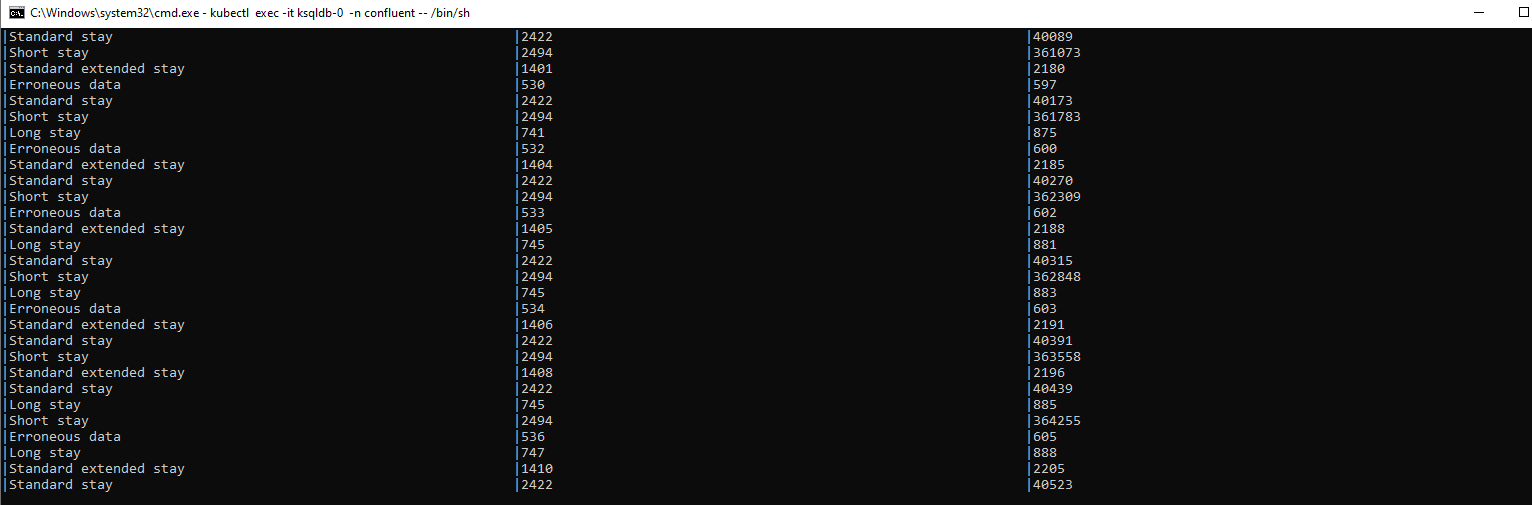 C:\Windows\system32\cmd.exe - kubectl exec -it ksqldb-0 -n confluent -- /bin/sh
|Standard stay |2422 |40089
|Short stay |2494 |361073
|Standard extended stay |1401 |2180
|Erroneous data |530 |597
|Standard stay |2422 |40173
|Short stay |2494 |361783
|Long stay |741 |875
|Erroneous data |532 |600
|Standard extended stay |1404 |2185
|Standard stay |2422 |40270
|Short stay |2494 |362309
|Erroneous data |533 |602
|Standard extended stay |1405 |2188
|Long stay |745 |881
|Standard stay |2422 |40315
|Short stay |2494 |362848
|Long stay |745 |883
|Erroneous data |534 |603
|Standard extended stay |1406 |2191
|Standard stay |2422 |40391
|Short stay |2494 |363558
|Standard extended stay |1408 |2196
|Standard stay |2422 |40439
|Long stay |745 |885
|Short stay |2494 |364255
|Erroneous data |536 |605
|Long stay |747 |888
|Standard extended stay |1410 |2205
|Standard stay |2422 |40523